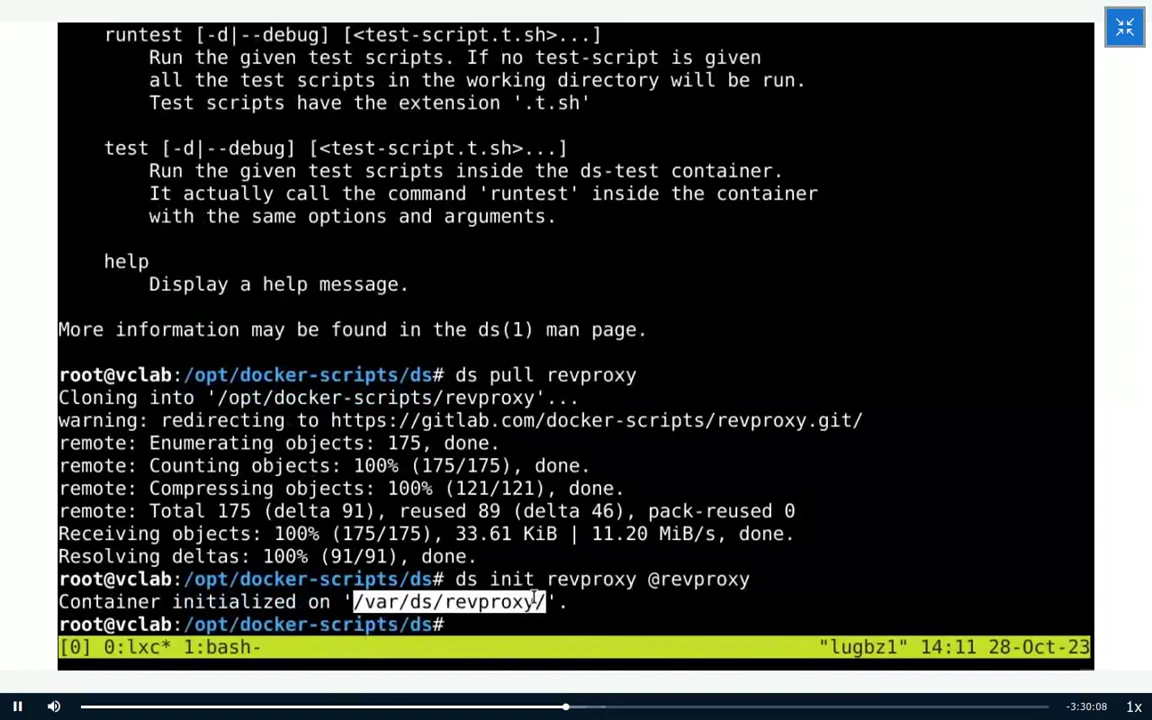 runtest [-d|--debug] [<test-script.t.sh>...]
Run the given test scripts. If no test-script is given
all the test scripts in the working directory will be run.
Test scripts have the extension '.t.sh'
test [-d|--debug] [<test-script.t.sh>...]
Run the given test scripts inside the ds-test container.
It actually call the command 'runtest' inside the container
with the same options and arguments.
help
Display a help message.
More information may be found in the ds(1) man page.
root@vclab:/opt/docker-scripts/ds# ds pull revproxy
Cloning into '/opt/docker-scripts/revproxy'...
warning: redirecting to https://gitlab.com/docker-scripts/revproxy.git/
remote: Enumerating objects: 175, done.
remote: Counting objects: 100% (175/175), done.
remote: Compressing objects: 100% (121/121), done.
remote: Total 175 (delta 91), reused 89 (delta 46), pack-reused 0
Receiving objects: 100% (175/175), 33.61 KiB | 11.20 MiB/s, done.
Resolving deltas: 100% (91/91), done.
root@vclab:/opt/docker-scripts/ds# ds init revproxy @revproxy
Container initialized on '/var/ds/revproxy/'.
root@vclab:/opt/docker-scripts/ds#
[0] 0:lxc* 1:bash- "lugbz1" 14:11 28-Oct-23
-3:30:08 1x